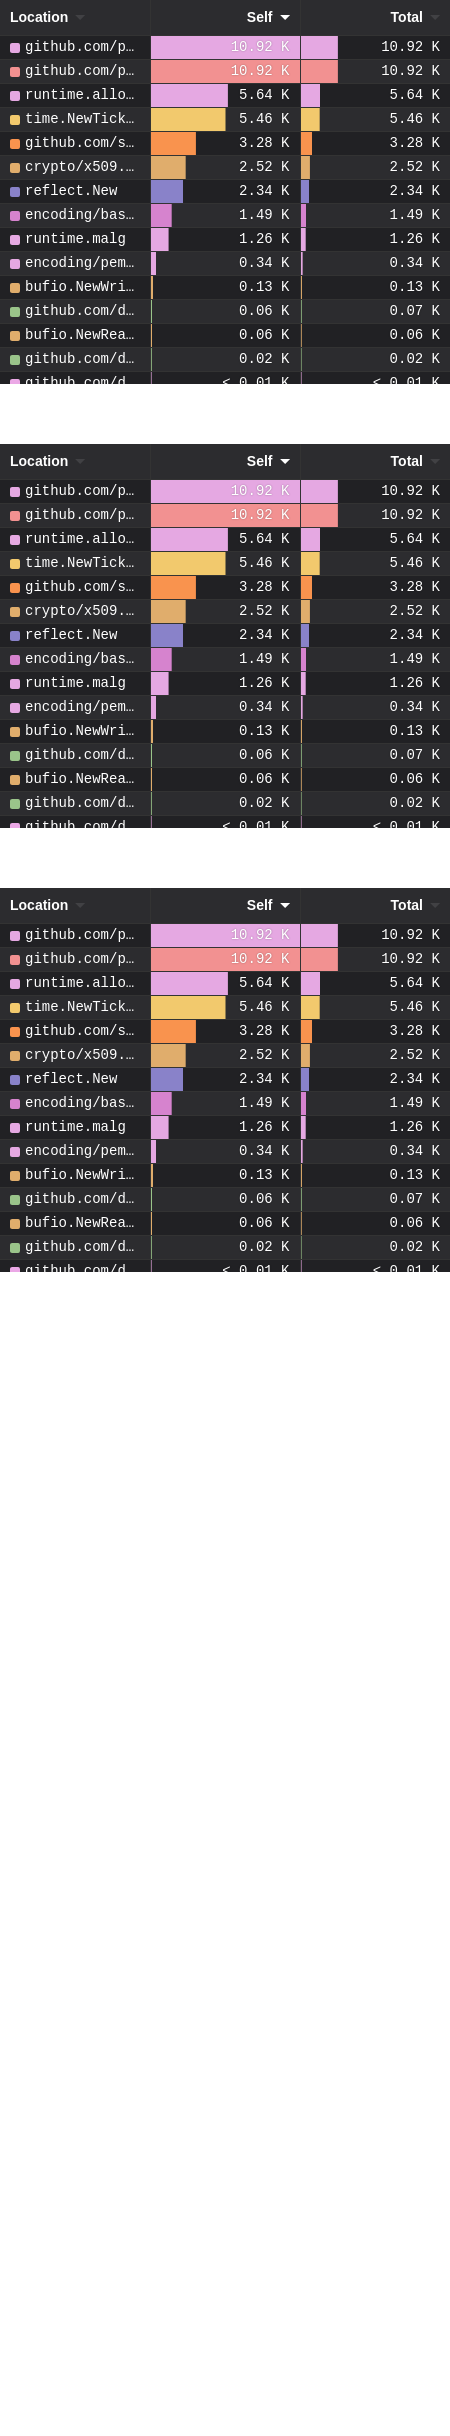 Location Self Total
github.com/p… 10.92 K 10.92 K
github.com/p… 10.92 K 10.92 K
runtime.allo… 5.64 K 5.64 K
time.NewTick… 5.46 K 5.46 K
github.com/s… 3.28 K 3.28 K
crypto/x509.… 2.52 K 2.52 K
reflect.New 2.34 K 2.34 K
encoding/bas… 1.49 K 1.49 K
runtime.malg 1.26 K 1.26 K
encoding/pem… 0.34 K 0.34 K
bufio.NewWri… 0.13 K 0.13 K
github.com/d… 0.06 K 0.07 K
bufio.NewRea… 0.06 K 0.06 K
github.com/d… 0.02 K 0.02 K
github.com/d… < 0.01 K < 0.01 K
Location Self Total
github.com/p… 10.92 K 10.92 K
github.com/p… 10.92 K 10.92 K
runtime.allo… 5.64 K 5.64 K
time.NewTick… 5.46 K 5.46 K
github.com/s… 3.28 K 3.28 K
crypto/x509.… 2.52 K 2.52 K
reflect.New 2.34 K 2.34 K
encoding/bas… 1.49 K 1.49 K
runtime.malg 1.26 K 1.26 K
encoding/pem… 0.34 K 0.34 K
bufio.NewWri… 0.13 K 0.13 K
github.com/d… 0.06 K 0.07 K
bufio.NewRea… 0.06 K 0.06 K
github.com/d… 0.02 K 0.02 K
github.com/d… < 0.01 K < 0.01 K
Location Self Total
github.com/p… 10.92 K 10.92 K
github.com/p… 10.92 K 10.92 K
runtime.allo… 5.64 K 5.64 K
time.NewTick… 5.46 K 5.46 K
github.com/s… 3.28 K 3.28 K
crypto/x509.… 2.52 K 2.52 K
reflect.New 2.34 K 2.34 K
encoding/bas… 1.49 K 1.49 K
runtime.malg 1.26 K 1.26 K
encoding/pem… 0.34 K 0.34 K
bufio.NewWri… 0.13 K 0.13 K
github.com/d… 0.06 K 0.07 K
bufio.NewRea… 0.06 K 0.06 K
github.com/d… 0.02 K 0.02 K
github.com/d… < 0.01 K < 0.01 K